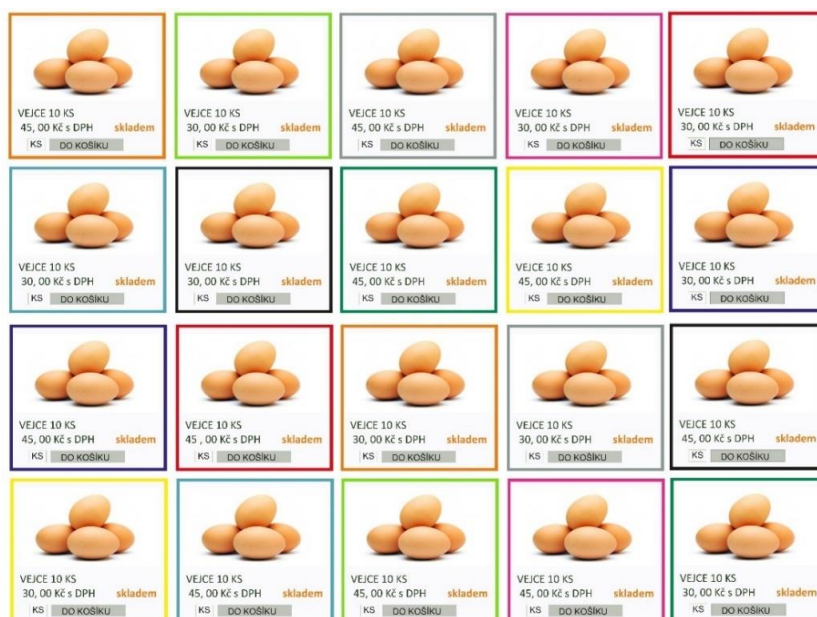 VEJCE 10 KS
45, 00 Kč s DPH skladem
KS DO KOŠÍKU
VEJCE 10 KS
30, 00 Kč s DPH skladem
KS DO KOŠÍKU
VEJCE 10 KS
45, 00 Kč s DPH skladem
KS DO KOŠÍKU
VEJCE 10 KS
30, 00 Kč s DPH skladem
KS DO KOŠÍKU
VEJCE 10 KS
30, 00 Kč s DPH skladem
KS DO KOŠÍKU
VEJCE 10 KS
30, 00 Kč s DPH skladem
KS DO KOŠÍKU
VEJCE 10 KS
30, 00 Kč s DPH skladem
KS DO KOŠÍKU
VEJCE 10 KS
45, 00 Kč s DPH skladem
KS DO KOŠÍKU
VEJCE 10 KS
45, 00 Kč s DPH skladem
KS DO KOŠÍKU
VEJCE 10 KS
30, 00 Kč s DPH skladem
KS DO KOŠÍKU
VEJCE 10 KS
45, 00 Kč s DPH skladem
KS DO KOŠÍKU
VEJCE 10 KS
45 , 00 Kč s DPH skladem
KS DO KOŠÍKU
VEJCE 10 KS
30, 00 Kč s DPH skladem
KS DO KOŠÍKU
VEJCE 10 KS
30, 00 Kč s DPH skladem
KS DO KOŠÍKU
VEJCE 10 KS
45, 00 Kč s DPH skladem
KS DO KOŠÍKU
VEJCE 10 KS
30, 00 Kč s DPH skladem
KS DO KOŠÍKU
VEJCE 10 KS
45, 00 Kč s DPH skladem
KS DO KOŠÍKU
VEJCE 10 KS
45, 00 Kč s DPH skladem
KS DO KOŠÍKU
VEJCE 10 KS
45, 00 Kč s DPH skladem
KS DO KOŠÍKU
VEJCE 10 KS
30, 00 Kč s DPH skladem
KS DO KOŠÍKU